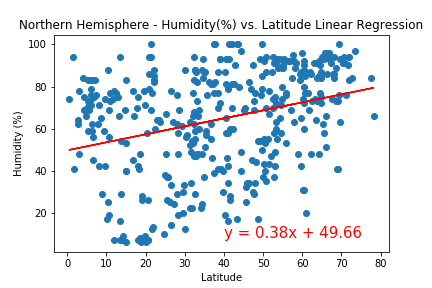 Northern Hemisphere - Humidity(%) vs. Latitude Linear Regression
100
80
60
40
20
Humidity (%)
y = 0.38x + 49.66
0 10 20 30 40 50 60 70 80
Latitude